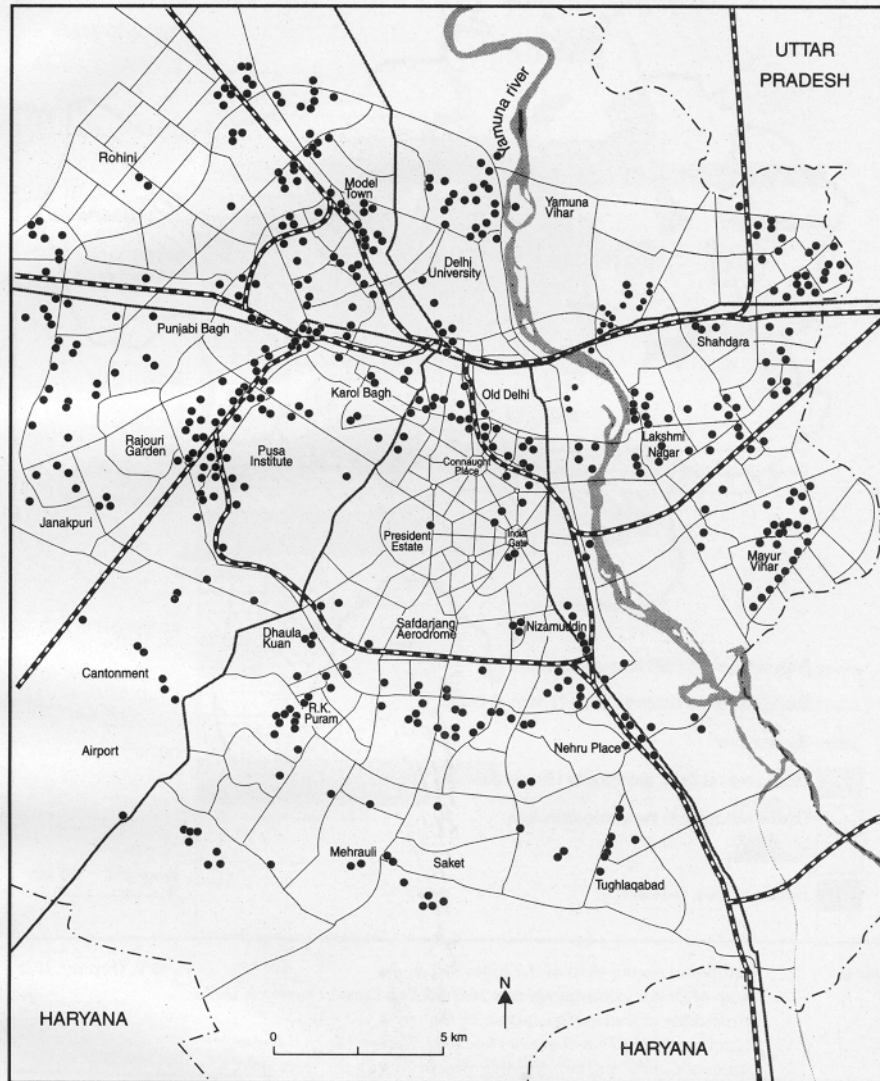 UTTAR
PRADESH
Yamuna river
Rohini
Model
Town
Yamuna
Vihar
Delhi
University
Punjabi Bagh
Shahdara
Karol Bagh
Old Delhi
Rajouri
Garden
Pusa
Institute
Lakshmi
Nagar
Connaught
Place
Janakpuri
President
Estate
India
Gate
Mayur
Vihar
Safdarjang
Aerodrome
Nizamuddin
Dhaula
Kuan
Cantonment
R.K.
Puram
Airport
Nehru Place
Mehrauli
Saket
Tughlaqabad
N
0 5 km
HARYANA
HARYANA